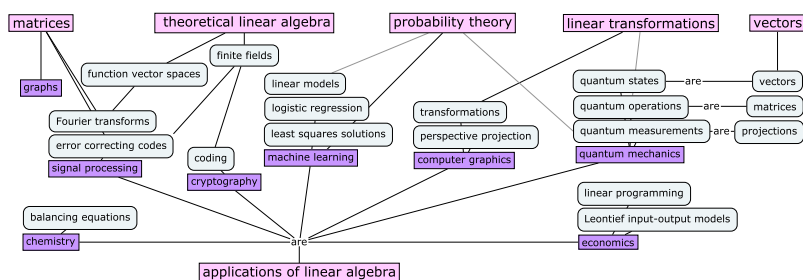 matrices
theoretical linear algebra
probability theory
linear transformations
vectors
finite fields
function vector spaces
graphs
linear models
quantum states
are
vectors
logistic regression
transformations
quantum operations
are
matrices
Fourier transforms
least squares solutions
perspective projection
quantum measurements
are
projections
error correcting codes
coding
machine learning
computer graphics
quantum mechanics
signal processing
cryptography
linear programming
balancing equations
Leontief input-output models
chemistry
are
economics
applications of linear algebra